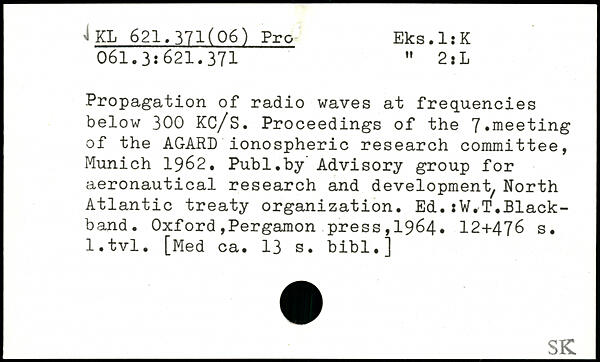 KL 621.371(06) Pro Eks.1:K
061.3:621.371 " 2:L
Propagation of radio waves at frequencies
below 300 KC/S. Proceedings of the 7.meeting
of the AGARD ionospheric research committee,
Munich 1962. Publ.by Advisory group for
aeronautical research and development, North
Atlantic treaty organization. Ed.:W.T.Black-
band. Oxford,Pergamon press,1964. 12+476 s.
1.tvl. [Med ca. 13 s. bibl.]
SK